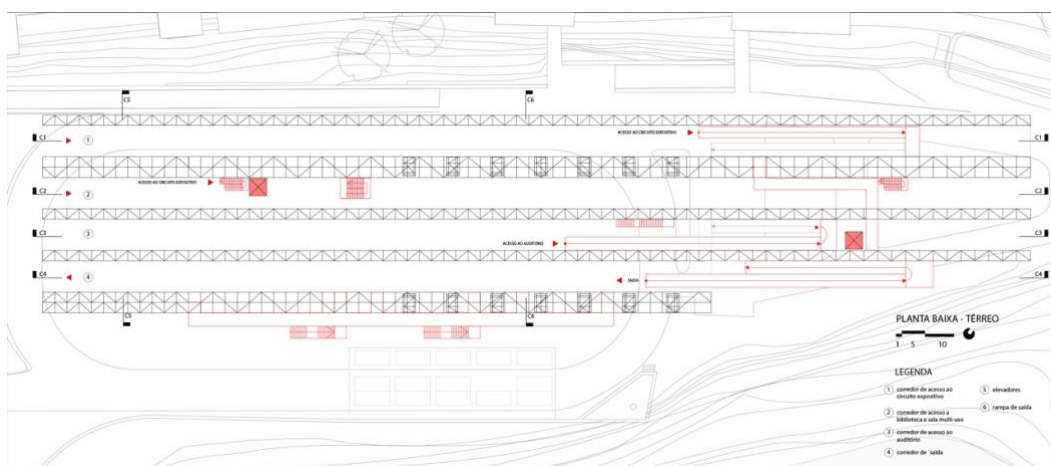 C5
C6
C1
1
ACESSO AO CIRCUITO EXPOSITIVO
C1
ACESSO AO CIRCUITO EXPOSITIVO
C2
2
C2
C3
3
ACESSO AO AUDITÓRIO
C3
C4
4
SAÍDA
C4
C5
C6
PLANTA BAIXA - TÉRREO
1 5 10
LEGENDA
1 corredor de acesso ao
circuito expositivo
2 corredor de acesso a
biblioteca e sala multi-uso
3 corredor de acesso ao
auditório
4 corredor de ´saída
5 elevadores
6 rampa de saída